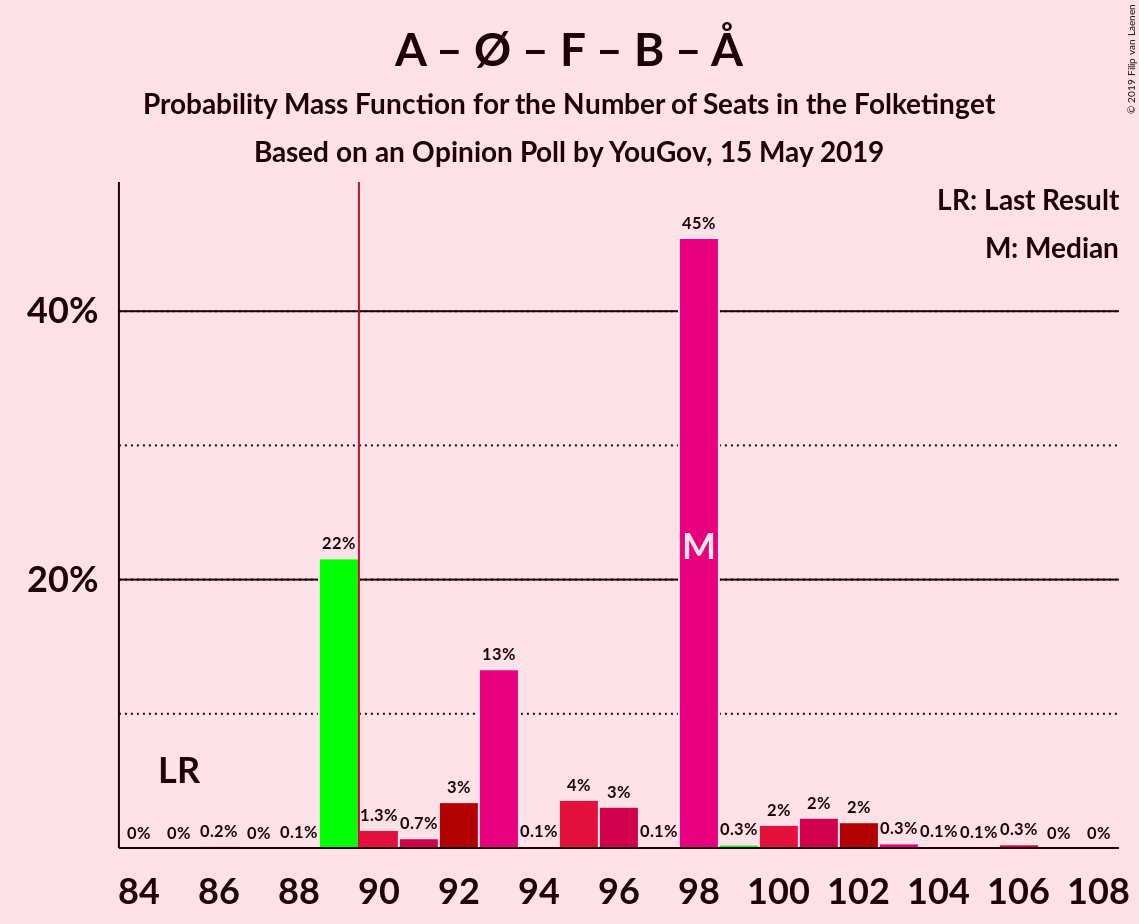 A – Ø – F – B – Å
Probability Mass Function for the Number of Seats in the Folketinget
Based on an Opinion Poll by YouGov, 15 May 2019
© 2019 Filip van Laenen
LR: Last Result
M: Median
40%
20%
LR
M
0% 0% 0.2% 0% 0.1% 22% 1.3% 0.7% 3% 13% 0.1% 4% 3% 0.1% 45% 0.3% 2% 2% 2% 0.3% 0.1% 0.1% 0.3% 0% 0%
84 86 88 90 92 94 96 98 100 102 104 106 108